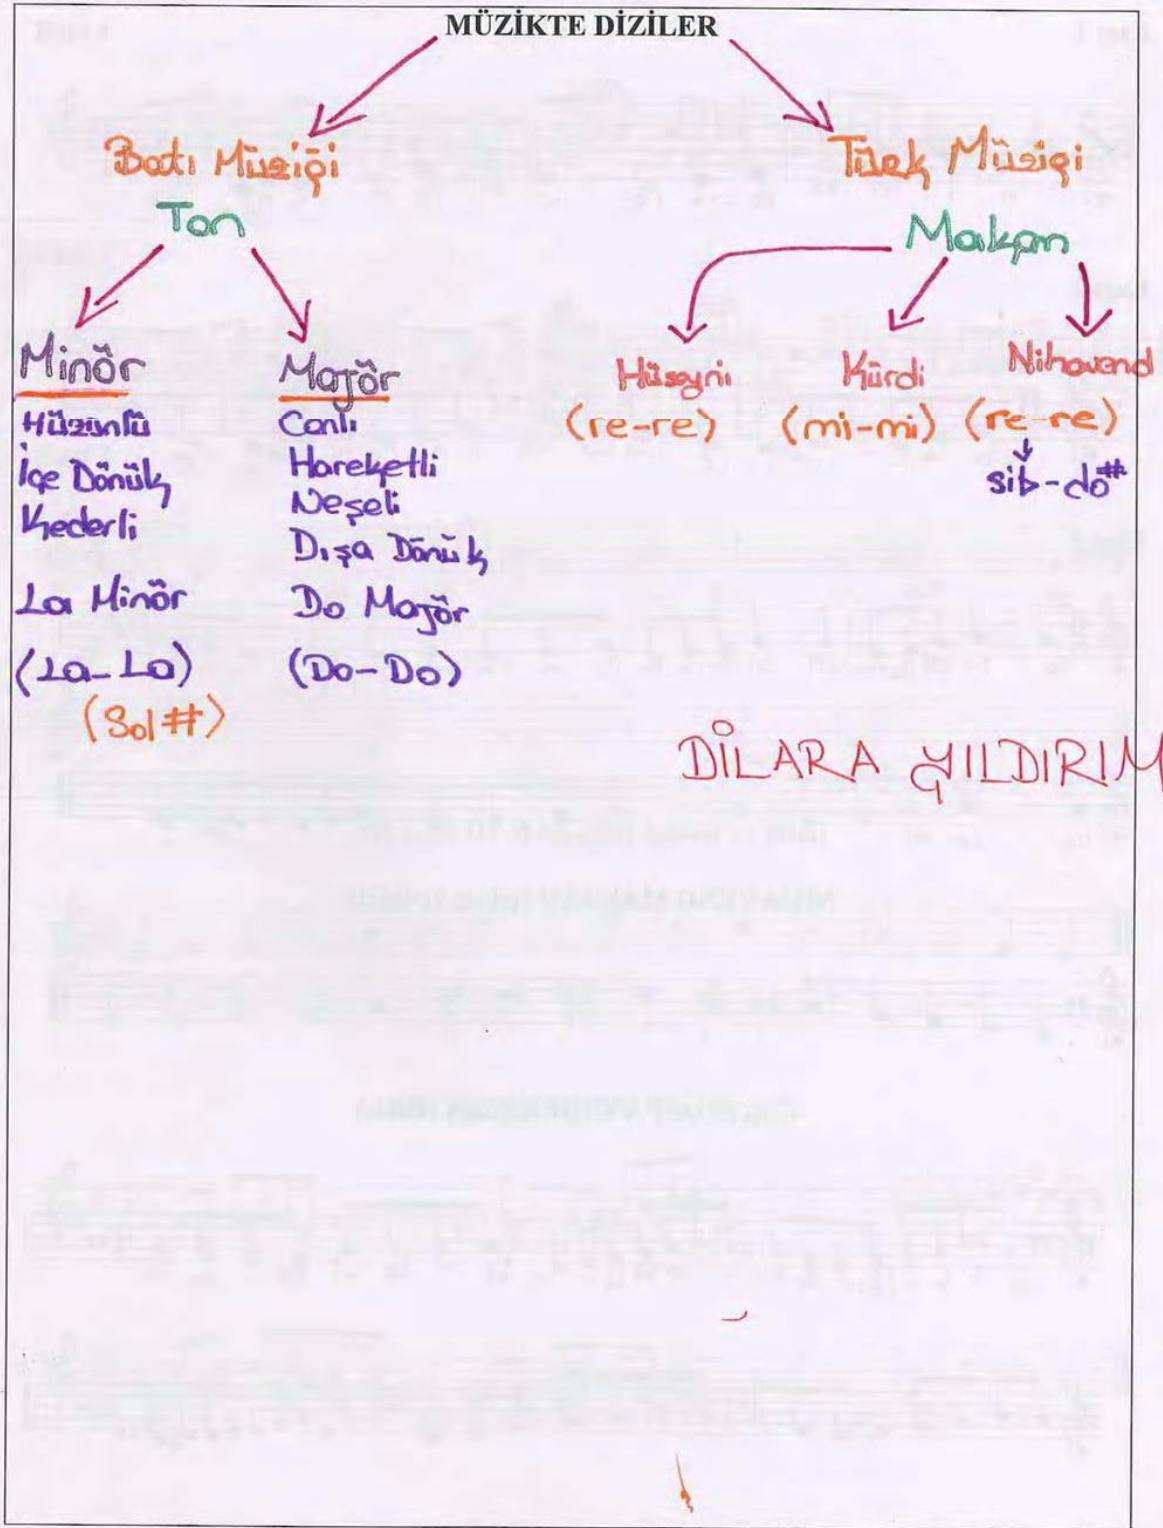 MÜZİKTE DİZİLER
Batı Müziği
Türk Müziği
Ton
Makam
Minör
Hüzünlü
İçe Dönük
Kederli
La Minör
(La-La)
(Sol #)
Majör
Canlı
Hareketli
Neşeli
Dışa Dönük
Do Majör
(Do-Do)
Hüseyni
(re-re)
Kürdi
(mi-mi)
Nihavend
(re-re)
sib-do#
DİLARA YILDIRIM